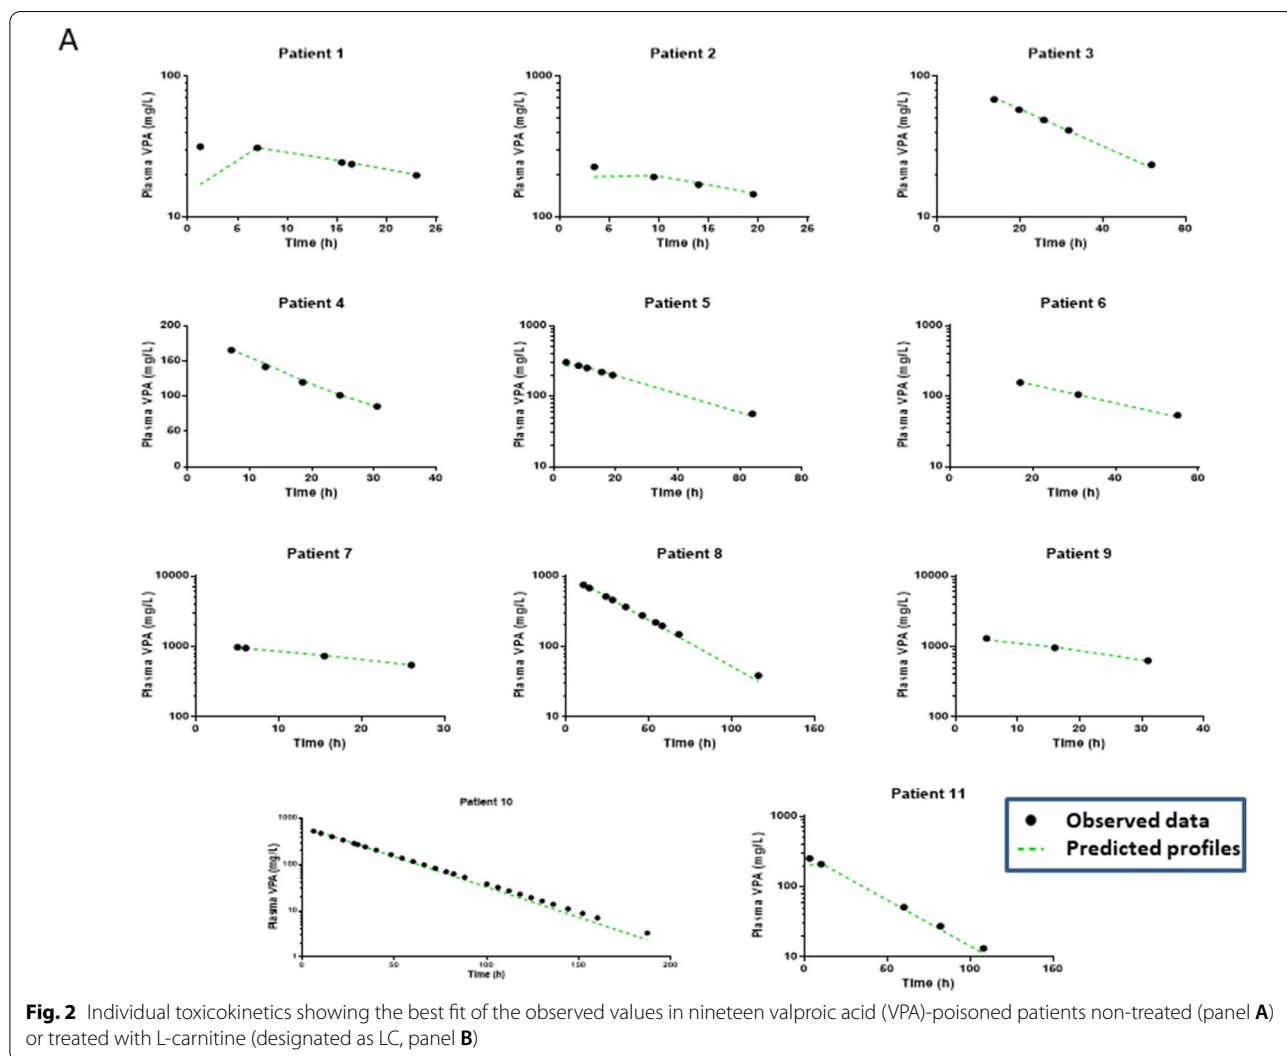 A
Patient 1
Patient 2
Patient 3
Plasma VPA (mg/L)
100
10
0 5 10 15 20 25
Time (h)
Plasma VPA (mg/L)
1000
100
0 5 10 15 20 25
Time (h)
Plasma VPA (mg/L)
100
10
0 20 40 60
Time (h)
Patient 4
Patient 5
Patient 6
Plasma VPA (mg/L)
200
150
100
50
0
0 10 20 30 40
Time (h)
Plasma VPA (mg/L)
1000
100
10
0 20 40 60 80
Time (h)
Plasma VPA (mg/L)
1000
100
10
0 20 40 60
Time (h)
Patient 7
Patient 8
Patient 9
Plasma VPA (mg/L)
10000
1000
100
0 10 20 30
Time (h)
Plasma VPA (mg/L)
1000
100
10
0 50 100 150
Time (h)
Plasma VPA (mg/L)
10000
1000
100
0 10 20 30 40
Time (h)
Patient 10
Patient 11
Plasma VPA (mg/L)
1000
100
10
1
0 50 100 150 200
Time (h)
Plasma VPA (mg/L)
1000
100
10
0 50 100 150
Time (h)
Observed data
Predicted profiles
Fig. 2 Individual toxicokinetics showing the best fit of the observed values in nineteen valproic acid (VPA)-poisoned patients non-treated (panel A)
or treated with L-carnitine (designated as LC, panel B)